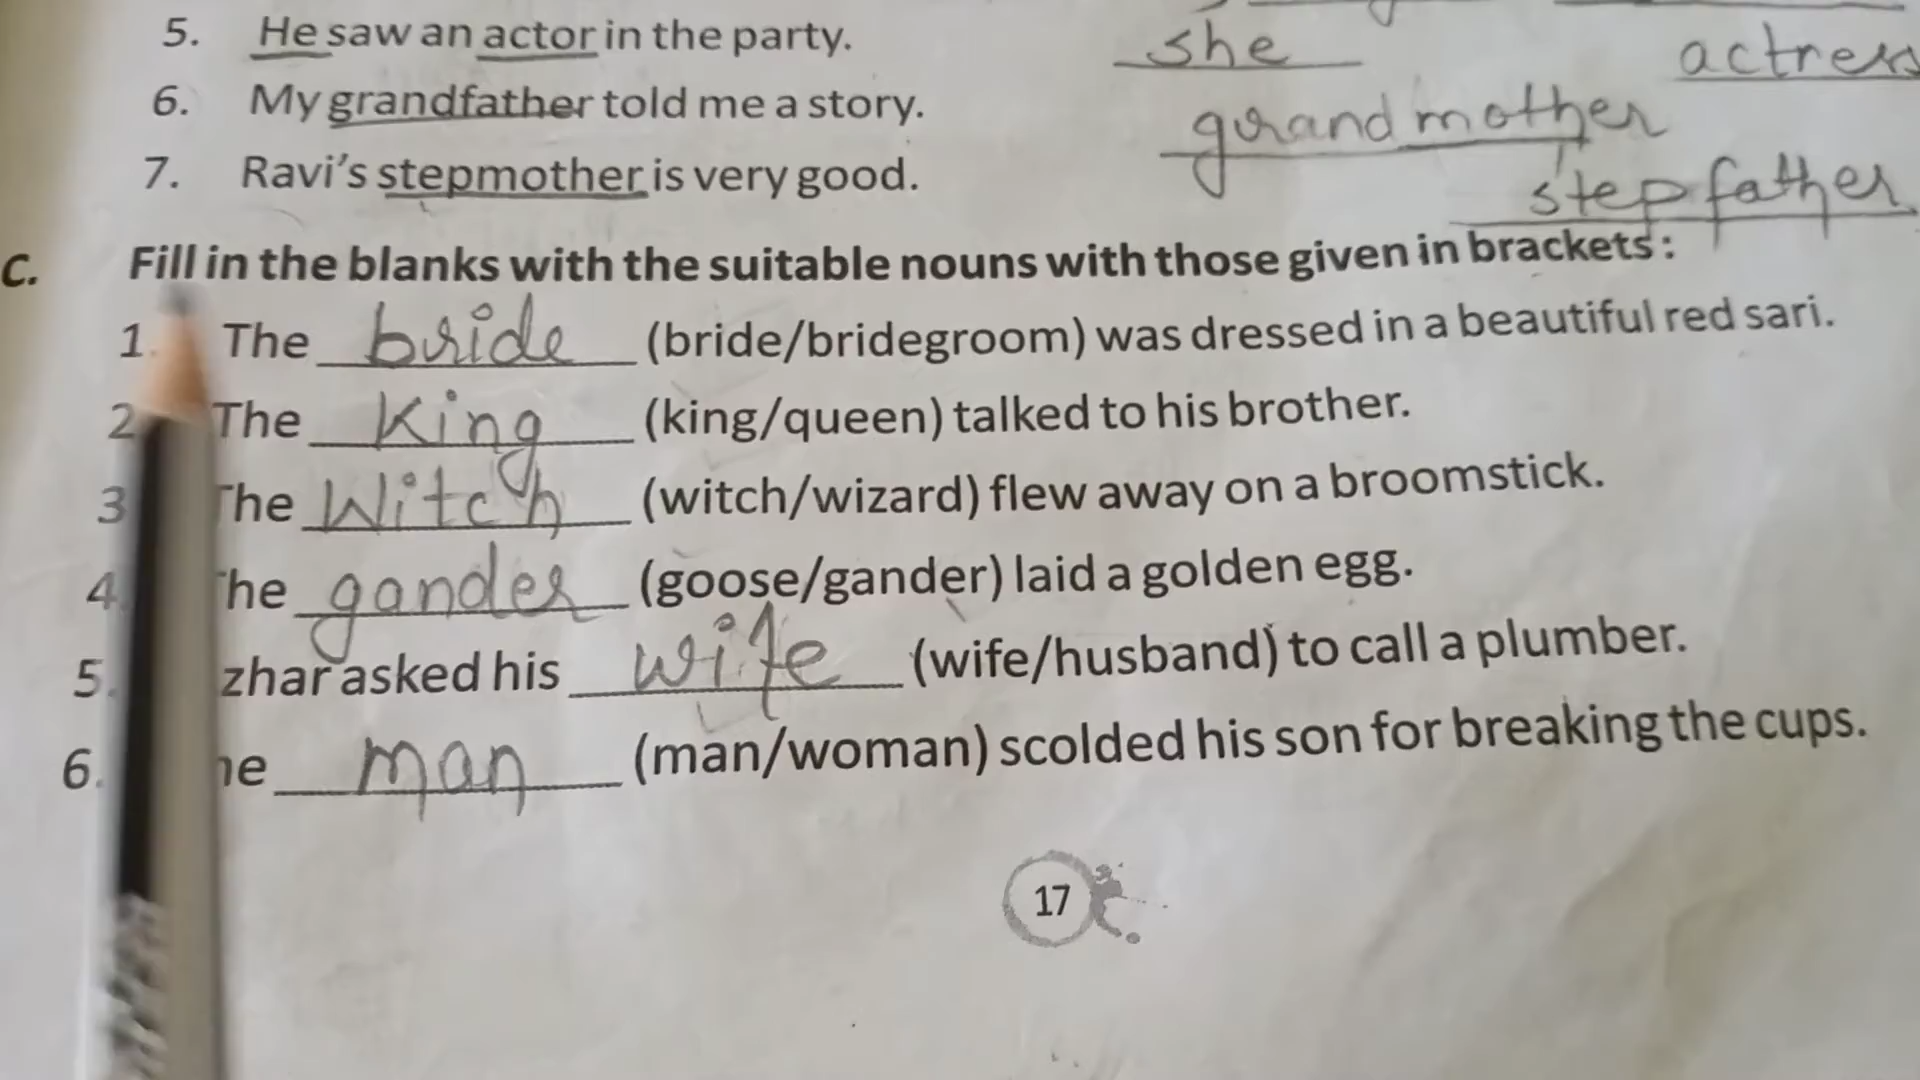 5. He saw an actor in the party. she actress
6. My grandfather told me a story. grandmother
7. Ravi's stepmother is very good. stepfather
C. Fill in the blanks with the suitable nouns with those given in brackets :
1. The bride (bride/bridegroom) was dressed in a beautiful red sari.
2 The King (king/queen) talked to his brother.
3 The Witch (witch/wizard) flew away on a broomstick.
4. he gander (goose/gander) laid a golden egg.
5. zhar asked his wife (wife/husband) to call a plumber.
6. he man (man/woman) scolded his son for breaking the cups.
17